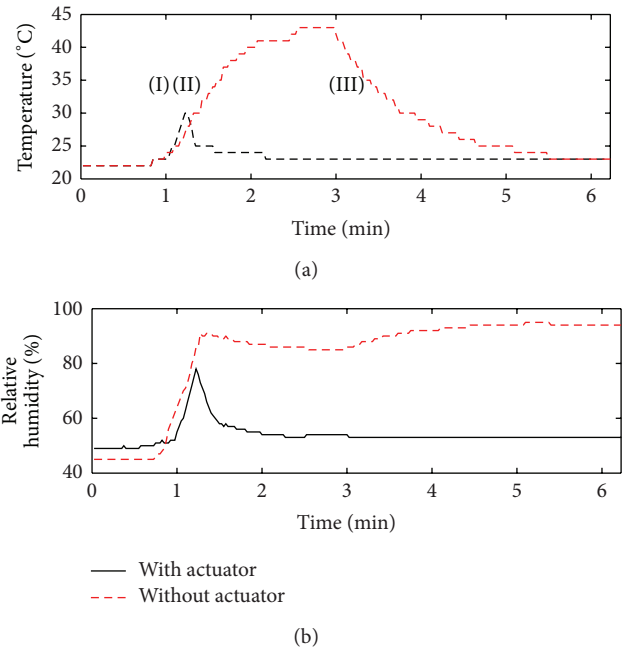 Temperature (°C)
45
40
35
30
25
20
(I) (II)
(III)
0 1 2 3 4 5 6
Time (min)
(a)
Relative
humidity (%)
100
80
60
40
0 1 2 3 4 5 6
Time (min)
With actuator
Without actuator
(b)